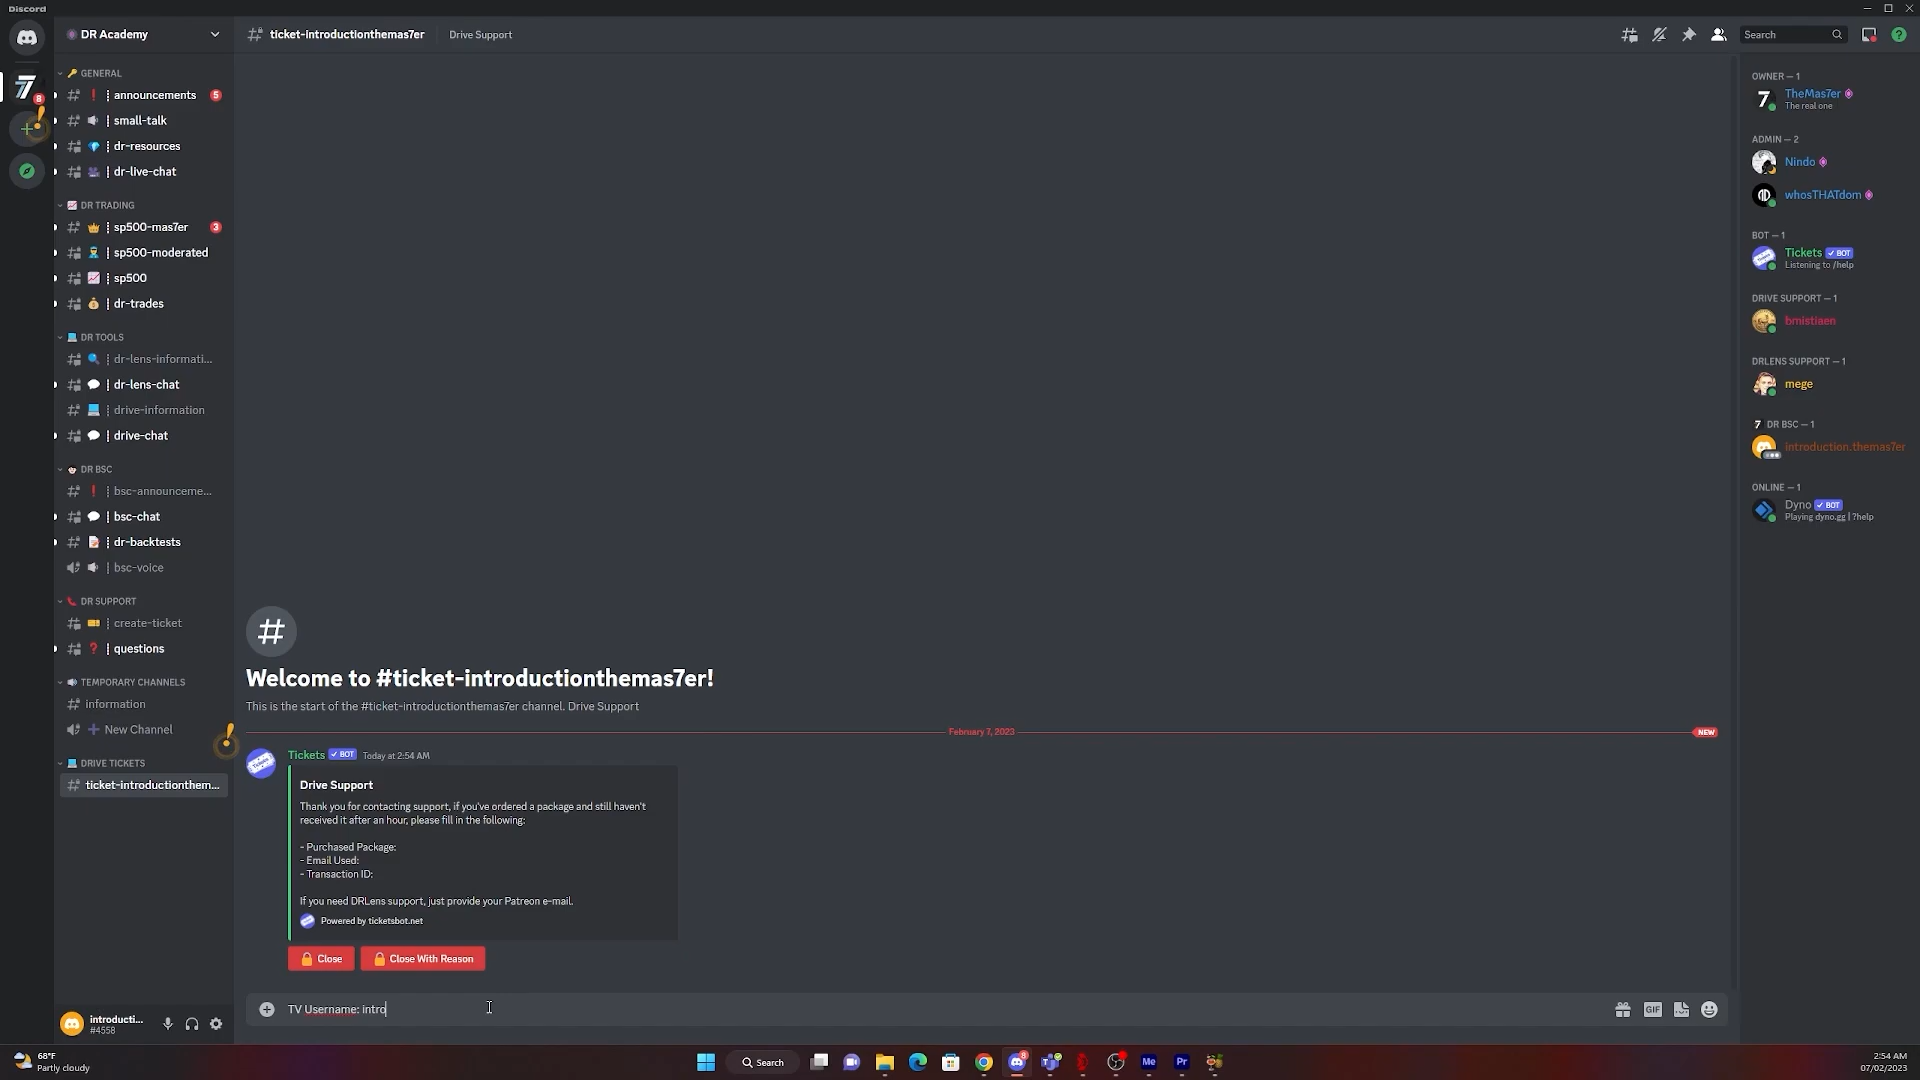 Discord
DR Academy
ticket-introductionthemas7er
Drive Support
Search
GENERAL
announcements 5
small-talk
dr-resources
dr-live-chat
DR TRADING
sp500-mas7er 3
sp500-moderated
sp500
dr-trades
DR TOOLS
dr-lens-informati...
dr-lens-chat
drive-information
drive-chat
DR BSC
bsc-announceme...
bsc-chat
dr-backtests
bsc-voice
DR SUPPORT
create-ticket
questions
TEMPORARY CHANNELS
information
New Channel
DRIVE TICKETS
ticket-introductionthem...
introducti...
#4558
8
Welcome to #ticket-introductionthemas7er!
This is the start of the #ticket-introductionthemas7er channel. Drive Support
February 7, 2023
NEW
Tickets BOT Today at 2:54 AM
Drive Support
Thank you for contacting support, if you've ordered a package and still haven't
received it after an hour, please fill in the following:
- Purchased Package:
- Email Used:
- Transaction ID:
If you need DRLens support, just provide your Patreon e-mail.
Powered by ticketsbot.net
Close
Close With Reason
TV Username: intro
GIF
OWNER — 1
TheMas7er
The real one
ADMIN — 2
Nindo
whosTHATdom
BOT — 1
Tickets BOT
Listening to /help
DRIVE SUPPORT — 1
bmistiaen
DRLENS SUPPORT — 1
mege
DR BSC — 1
introduction.themas7er
ONLINE — 1
Dyno BOT
Playing dyno.gg | ?help
68°F
Partly cloudy
Search
Me
Pr
2:54 AM
07/02/2023